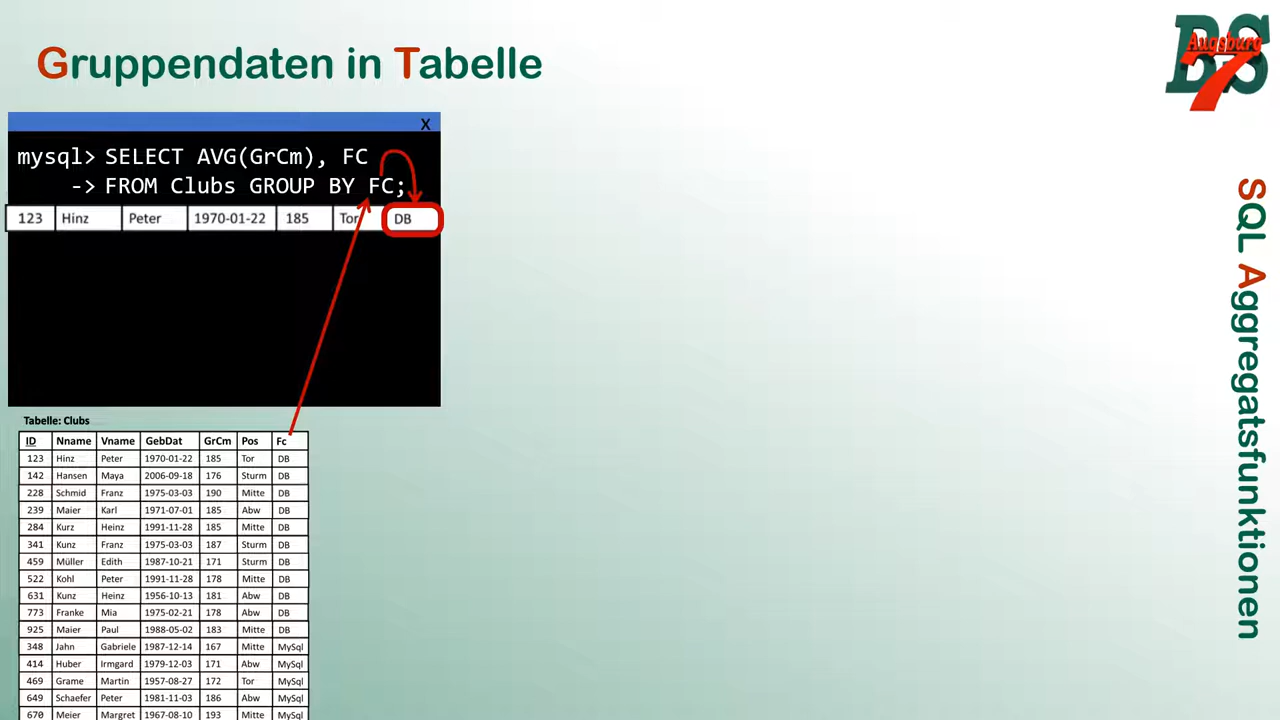 Gruppendaten in Tabelle
BS
Augsburg
7
SQL Aggregatsfunktionen
X
mysql> SELECT AVG(GrCm), FC
-> FROM Clubs GROUP BY FC;
123 Hinz Peter 1970-01-22 185 Tor DB
Tabelle: Clubs
ID Nname Vname GebDat GrCm Pos Fc
123 Hinz Peter 1970-01-22 185 Tor DB
142 Hansen Maya 2006-09-18 176 Sturm DB
228 Schmid Franz 1975-03-03 190 Mitte DB
239 Maier Karl 1971-07-01 185 Abw DB
284 Kurz Heinz 1991-11-28 185 Mitte DB
341 Kunz Franz 1975-03-03 187 Sturm DB
459 Müller Edith 1987-10-21 171 Sturm DB
522 Kohl Peter 1991-11-28 178 Mitte DB
631 Kunz Heinz 1956-10-13 181 Abw DB
773 Franke Mia 1975-02-21 178 Abw DB
925 Maier Paul 1988-05-02 183 Mitte DB
348 Jahn Gabriele 1987-12-14 167 Mitte MySql
414 Huber Irmgard 1979-12-03 171 Abw MySql
469 Grame Martin 1957-08-27 172 Tor MySql
649 Schaefer Peter 1981-11-03 186 Abw MySql
670 Meier Margret 1967-08-10 193 Mitte MySql